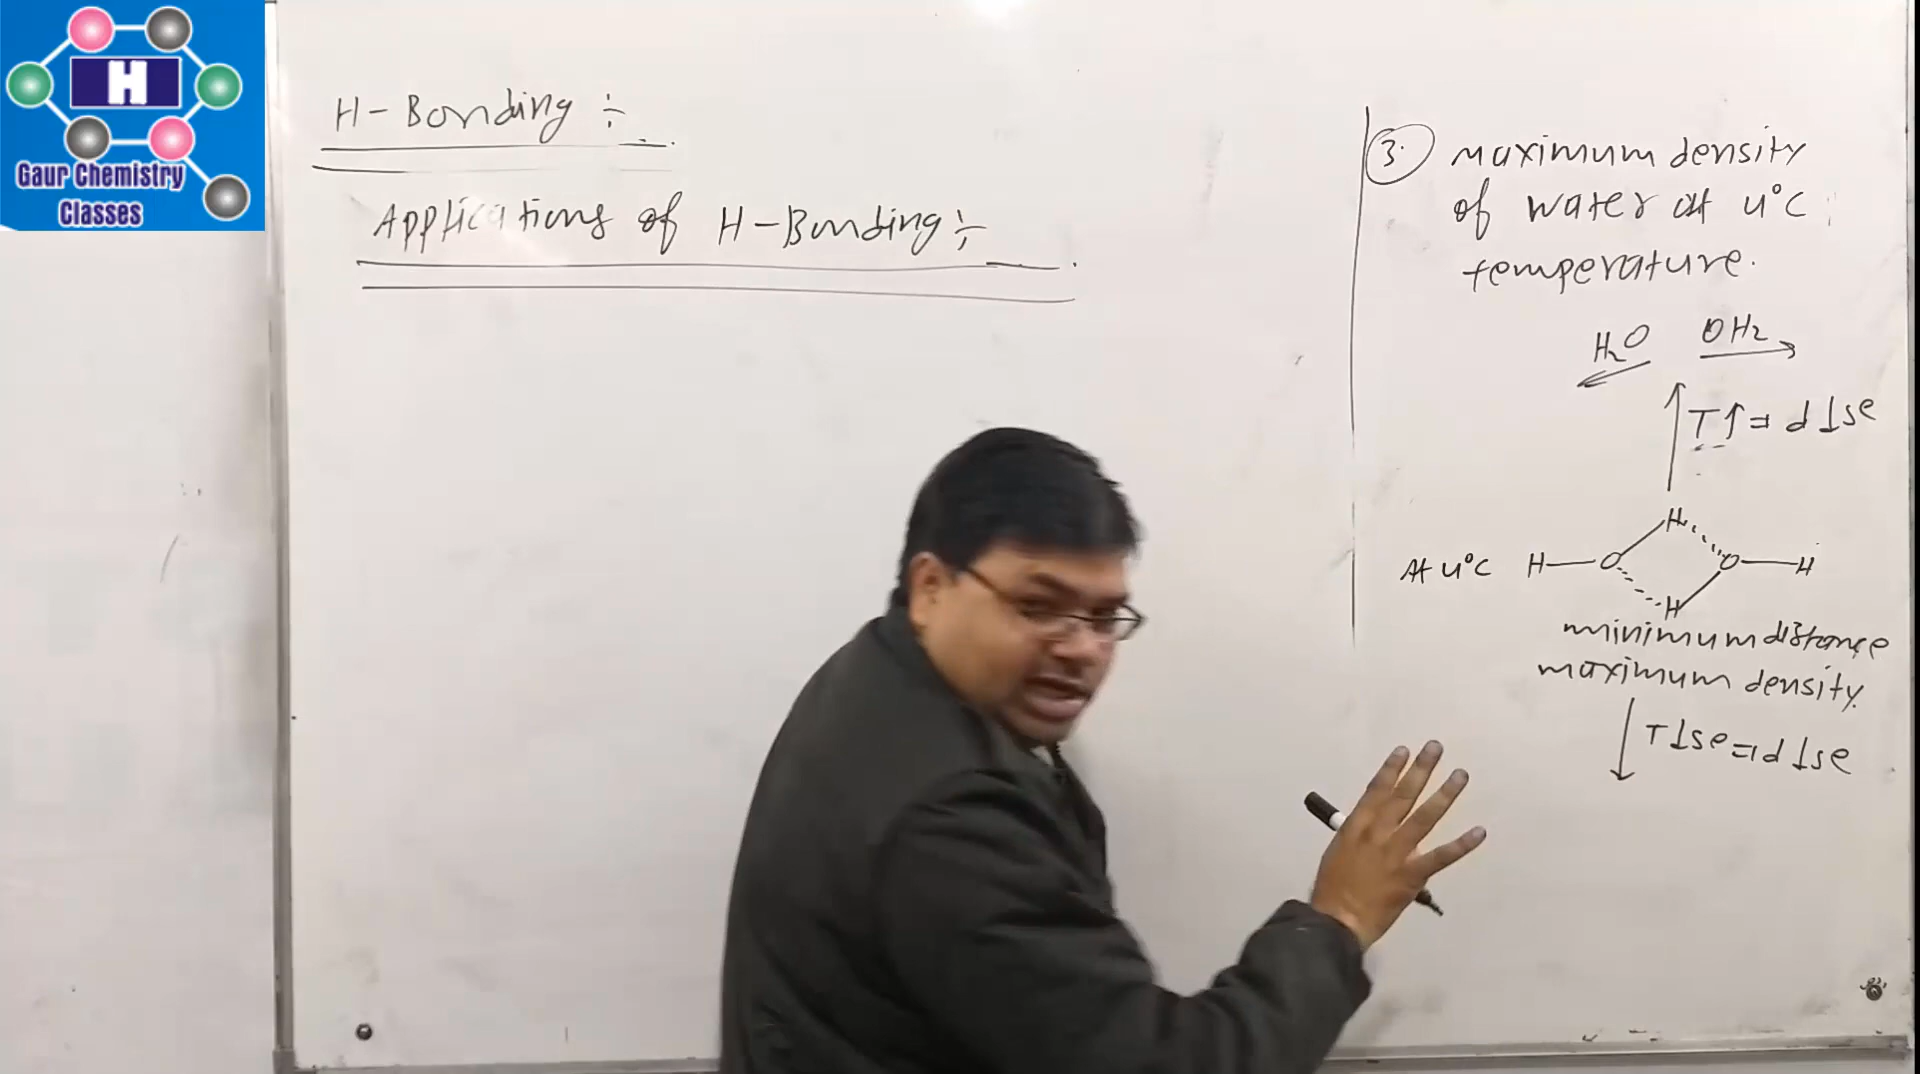 H
Gaur Chemistry
Classes
H-Bonding ÷
Applications of H-Bonding ÷
3. maximum density
of water at 4°C
temperature.
H₂O OH₂
T↑ = d↓se
At 4°C H—O H O—H
H
minimum distance
maximum density.
T↓se = d↓se